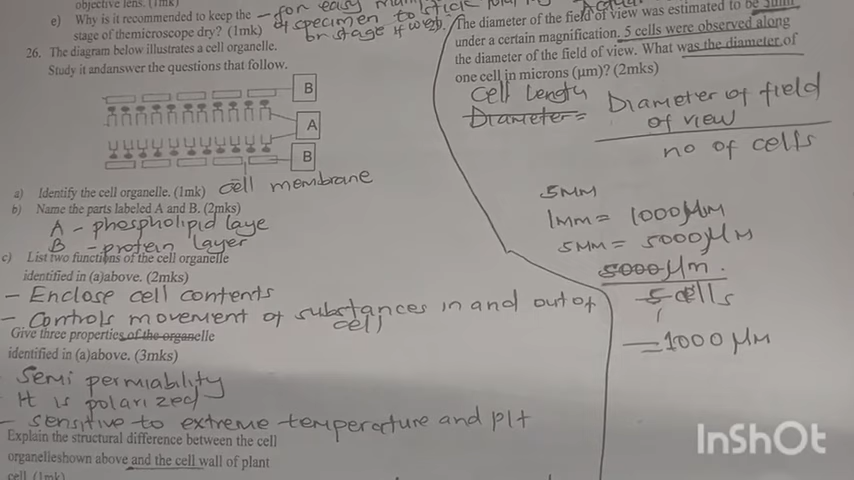 objective lens. (1mk)
e) Why is it recommended to keep the
stage of themicroscope dry? (1mk)
- for easy
of specimen to stick
on stage if wet.
26. The diagram below illustrates a cell organelle.
Study it andanswer the questions that follow.
B
A
B
a) Identify the cell organelle. (1mk) cell membrane
b) Name the parts labeled A and B. (2mks)
A - phospholipid laye
B - protein layer
c) List two functions of the cell organelle
identified in (a)above. (2mks)
- Enclose cell contents
- Controls movement of substances in and out of
cell
Give three properties of the organelle
identified in (a)above. (3mks)
Semi permiability
It is polarized
- Sensitive to extreme temperature and PH
Explain the structural difference between the cell
organelleshown above and the cell wall of plant
cell. (1mk)
The diameter of the field of view was estimated to be 5mm
under a certain magnification. 5 cells were observed along
the diameter of the field of view. What was the diameter of
one cell in microns (µm)? (2mks)
Cell Length
Diameter = Diameter of field
of view
no of cells
5MM
1MM = 1000µM
5MM = 5000µM
5000µm.
5 cells
1
= 1000 µM
InShOt